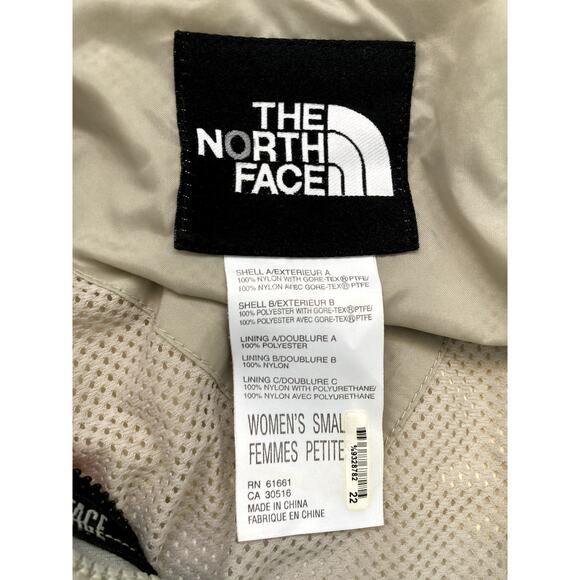 THE
NORTH
FACE
SHELL A/EXTERIEUR A
100% NYLON WITH GORE-TEX® PTFE/
100% NYLON AVEC GORE-TEX® PTFE
SHELL B/EXTERIEUR B
100% POLYESTER WITH GORE-TEX® PTFE/
100% POLYESTER AVEC GORE-TEX® PTFE
LINING A/DOUBLURE A
100% POLYESTER
LINING B/DOUBLURE B
100% NYLON
LINING C/DOUBLURE C
100% NYLON WITH POLYURETHANE/
100% NYLON AVEC POLYURETHANE
WOMEN'S SMAL
FEMMES PETITE
RN 61661
CA 30516
MADE IN CHINA
FABRIQUE EN CHINE
%9328782
22
FACE